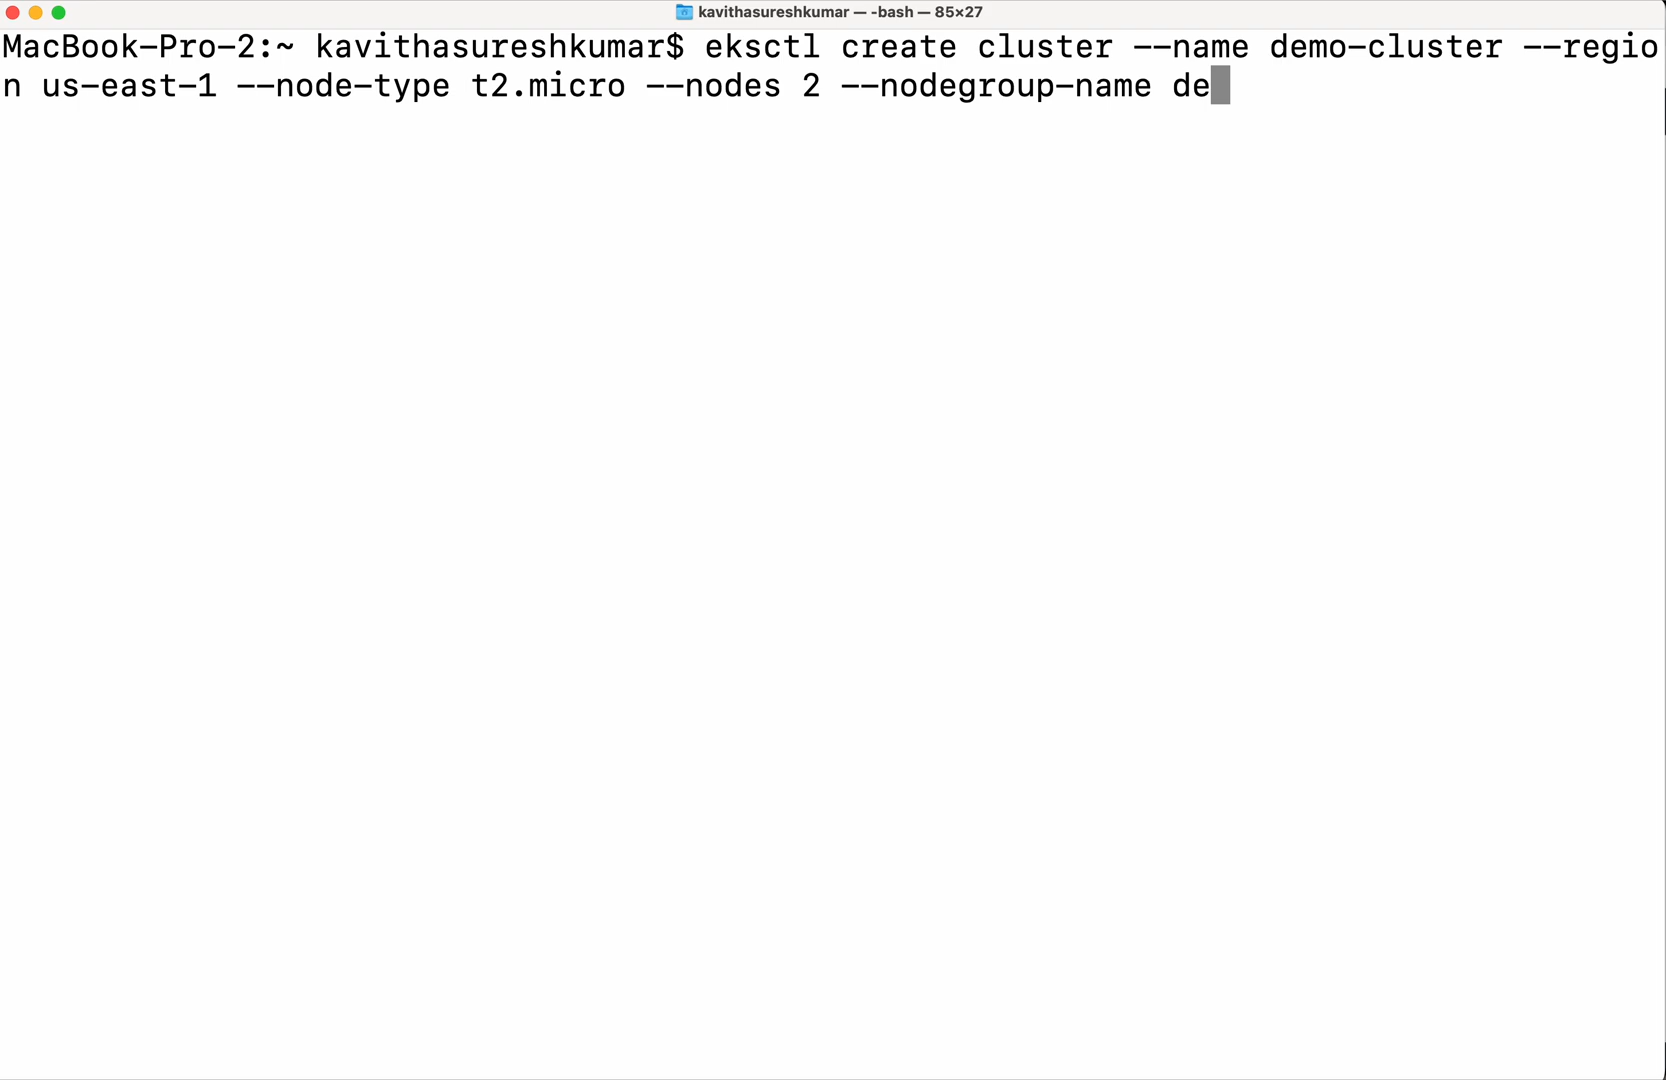 kavithasureshkumar — -bash — 85×27
MacBook-Pro-2:~ kavithasureshkumar$ eksctl create cluster --name demo-cluster --regio
n us-east-1 --node-type t2.micro --nodes 2 --nodegroup-name de